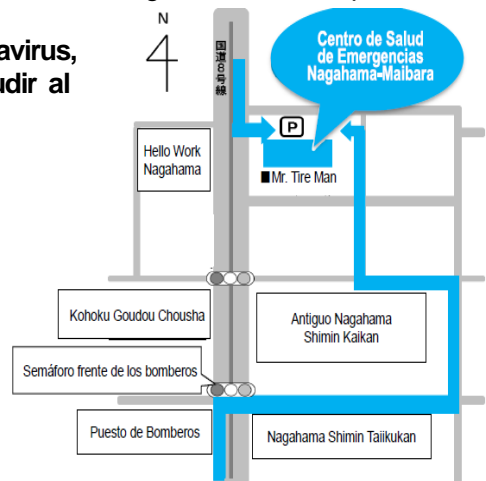 avirus,
udir al
N
国道8号線
Centro de Salud
de Emergencias
Nagahama-Maibara
P
Hello Work
Nagahama
■Mr. Tire Man
Kohoku Goudou Chousha
Antiguo Nagahama
Shimin Kaikan
Semáforo frente de los bomberos
Puesto de Bomberos
Nagahama Shimin Taiikukan